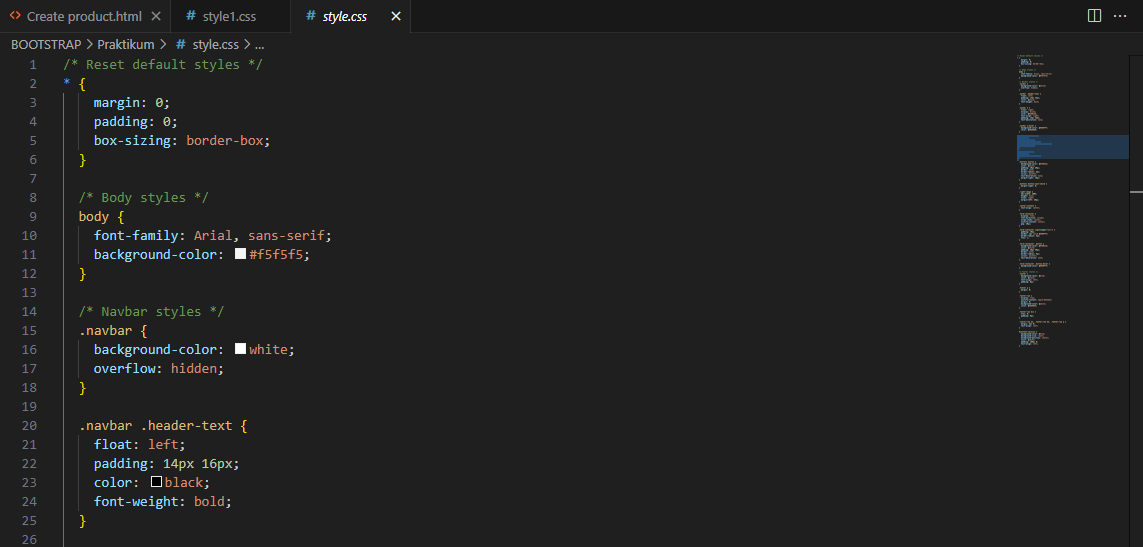 Create product.html
style1.css
style.css
BOOTSTRAP > Praktikum > # style.css > ...
1 /* Reset default styles */
2 * {
3 margin: 0;
4 padding: 0;
5 box-sizing: border-box;
6 }
7
8 /* Body styles */
9 body {
10 font-family: Arial, sans-serif;
11 background-color: #f5f5f5;
12 }
13
14 /* Navbar styles */
15 .navbar {
16 background-color: white;
17 overflow: hidden;
18 }
19
20 .navbar .header-text {
21 float: left;
22 padding: 14px 16px;
23 color: black;
24 font-weight: bold;
25 }
26